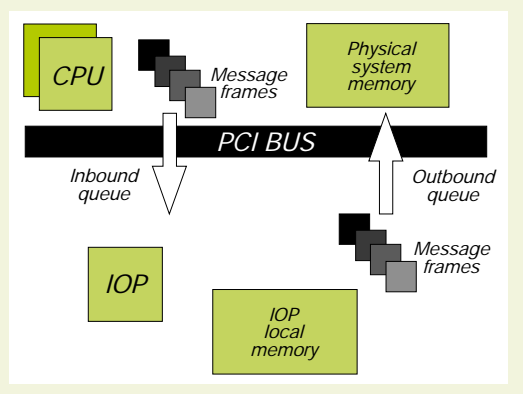 CPU
Message
frames
Physical
system
memory
PCI BUS
Inbound
queue
Outbound
queue
IOP
IOP
local
memory
Message
frames